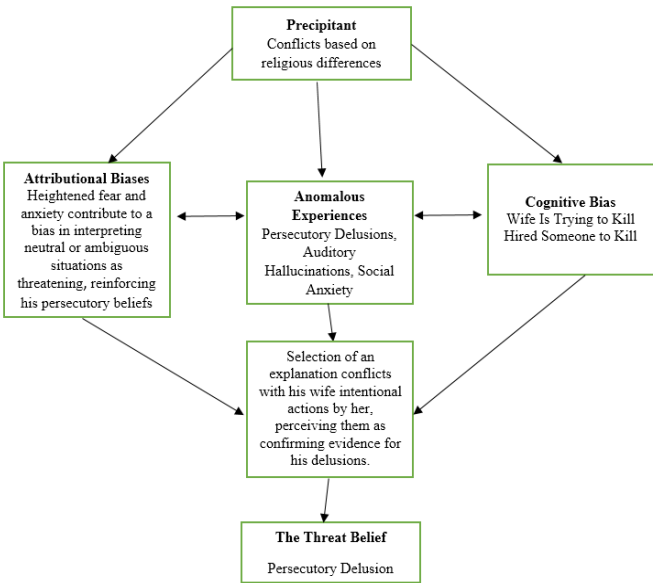 Precipitant
Conflicts based on
religious differences
Attributional Biases
Heightened fear and
anxiety contribute to a
bias in interpreting
neutral or ambiguous
situations as
threatening, reinforcing
his persecutory beliefs
Anomalous
Experiences
Persecutory Delusions,
Auditory
Hallucinations, Social
Anxiety
Cognitive Bias
Wife Is Trying to Kill
Hired Someone to Kill
Selection of an
explanation conflicts
with his wife intentional
actions by her,
perceiving them as
confirming evidence for
his delusions.
The Threat Belief
Persecutory Delusion